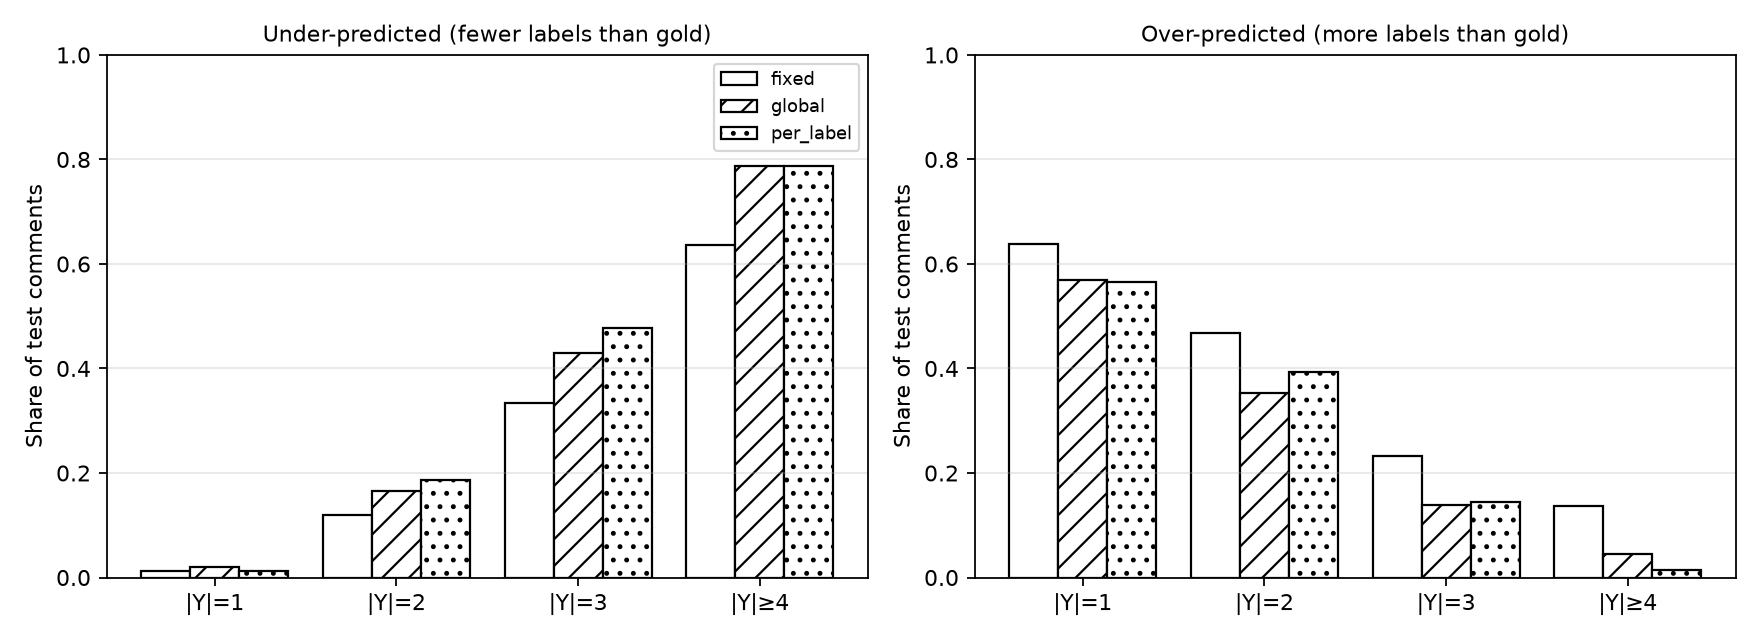 Under-predicted (fewer labels than gold)
Share of test comments
1.0
0.8
0.6
0.4
0.2
0.0
fixed
global
per_label
|Y|=1
|Y|=2
|Y|=3
|Y|≥4
Over-predicted (more labels than gold)
Share of test comments
1.0
0.8
0.6
0.4
0.2
0.0
|Y|=1
|Y|=2
|Y|=3
|Y|≥4